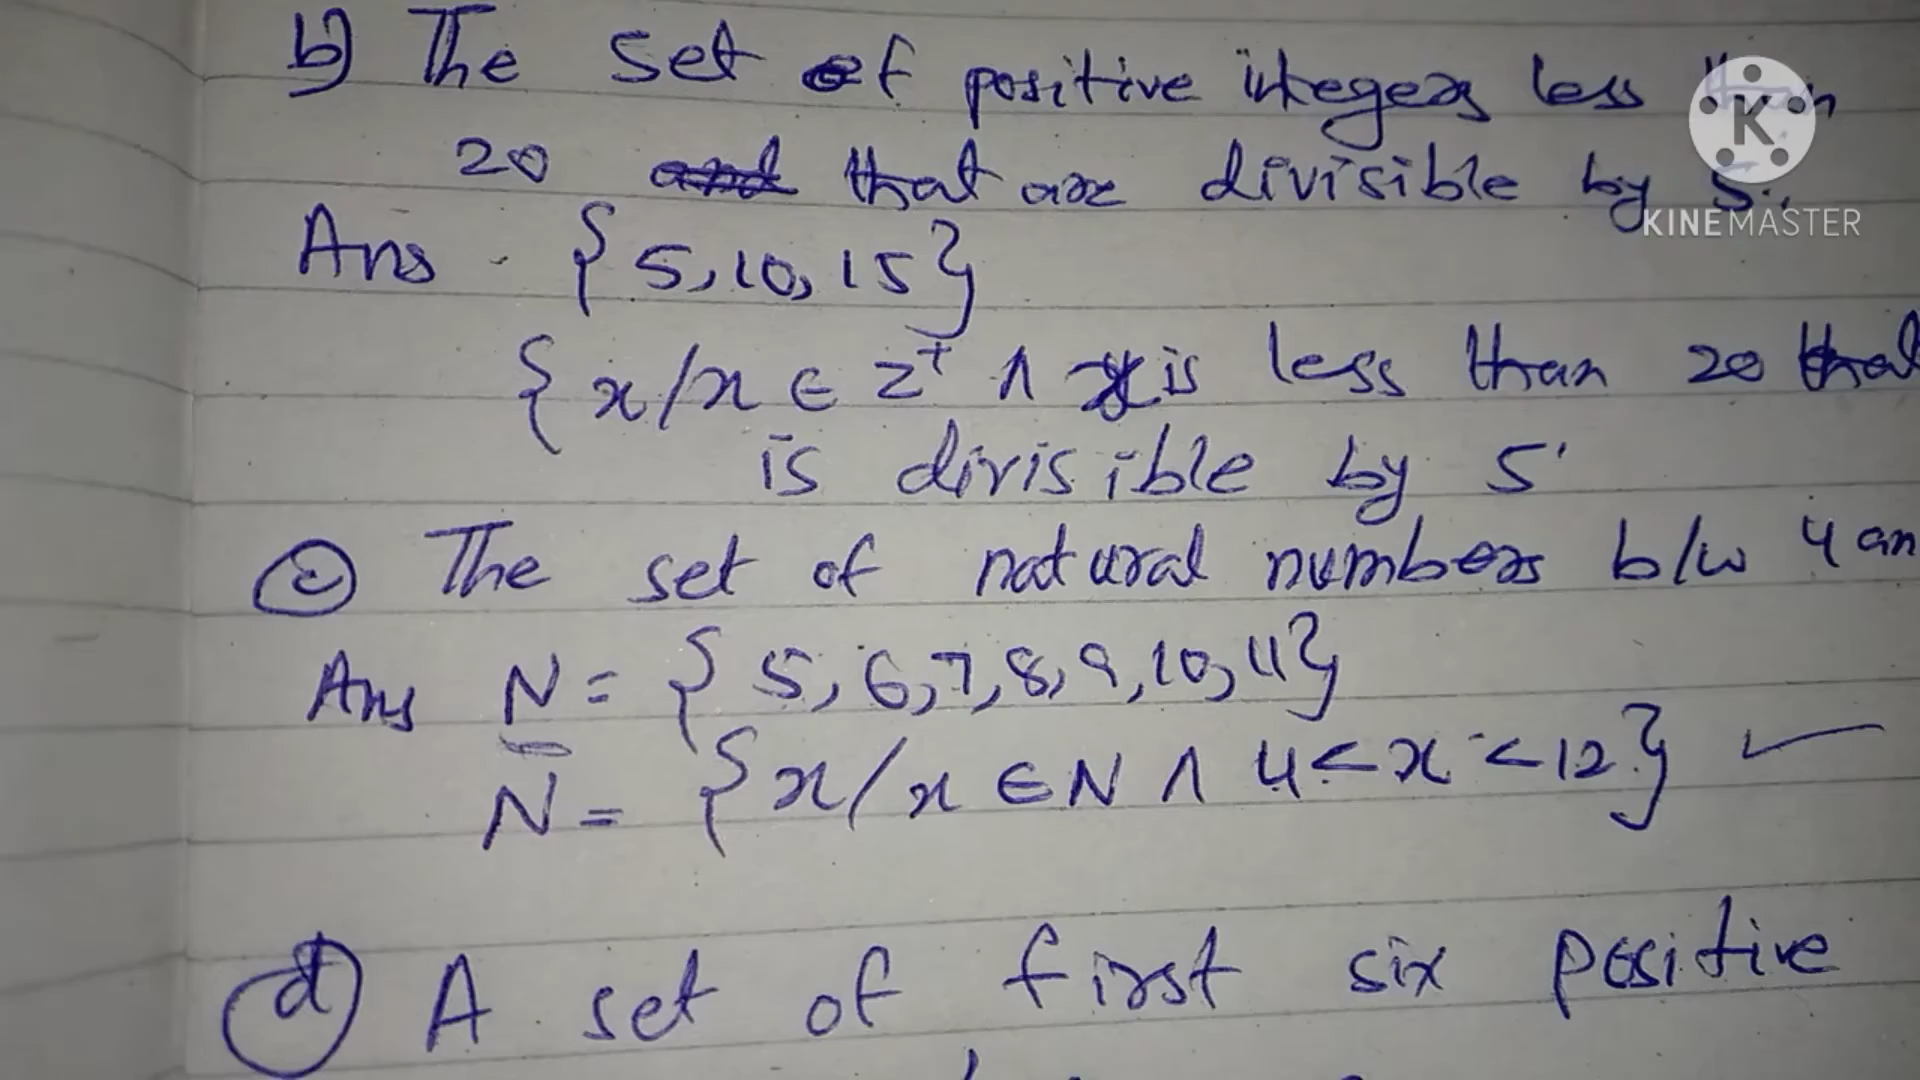 b) The set of positive integers less than
20 that are divisible by 5.
Ans - {5,10,15}
{x/x ∈ Z⁺ ∧ x is less than 20 that
is divisible by 5
c) The set of natural numbers b/w 4 an
Ans N = {5,6,7,8,9,10,11}
N = {x/x ∈ N ∧ 4<x<12}
d) A set of first six positive
K
KINEMASTER